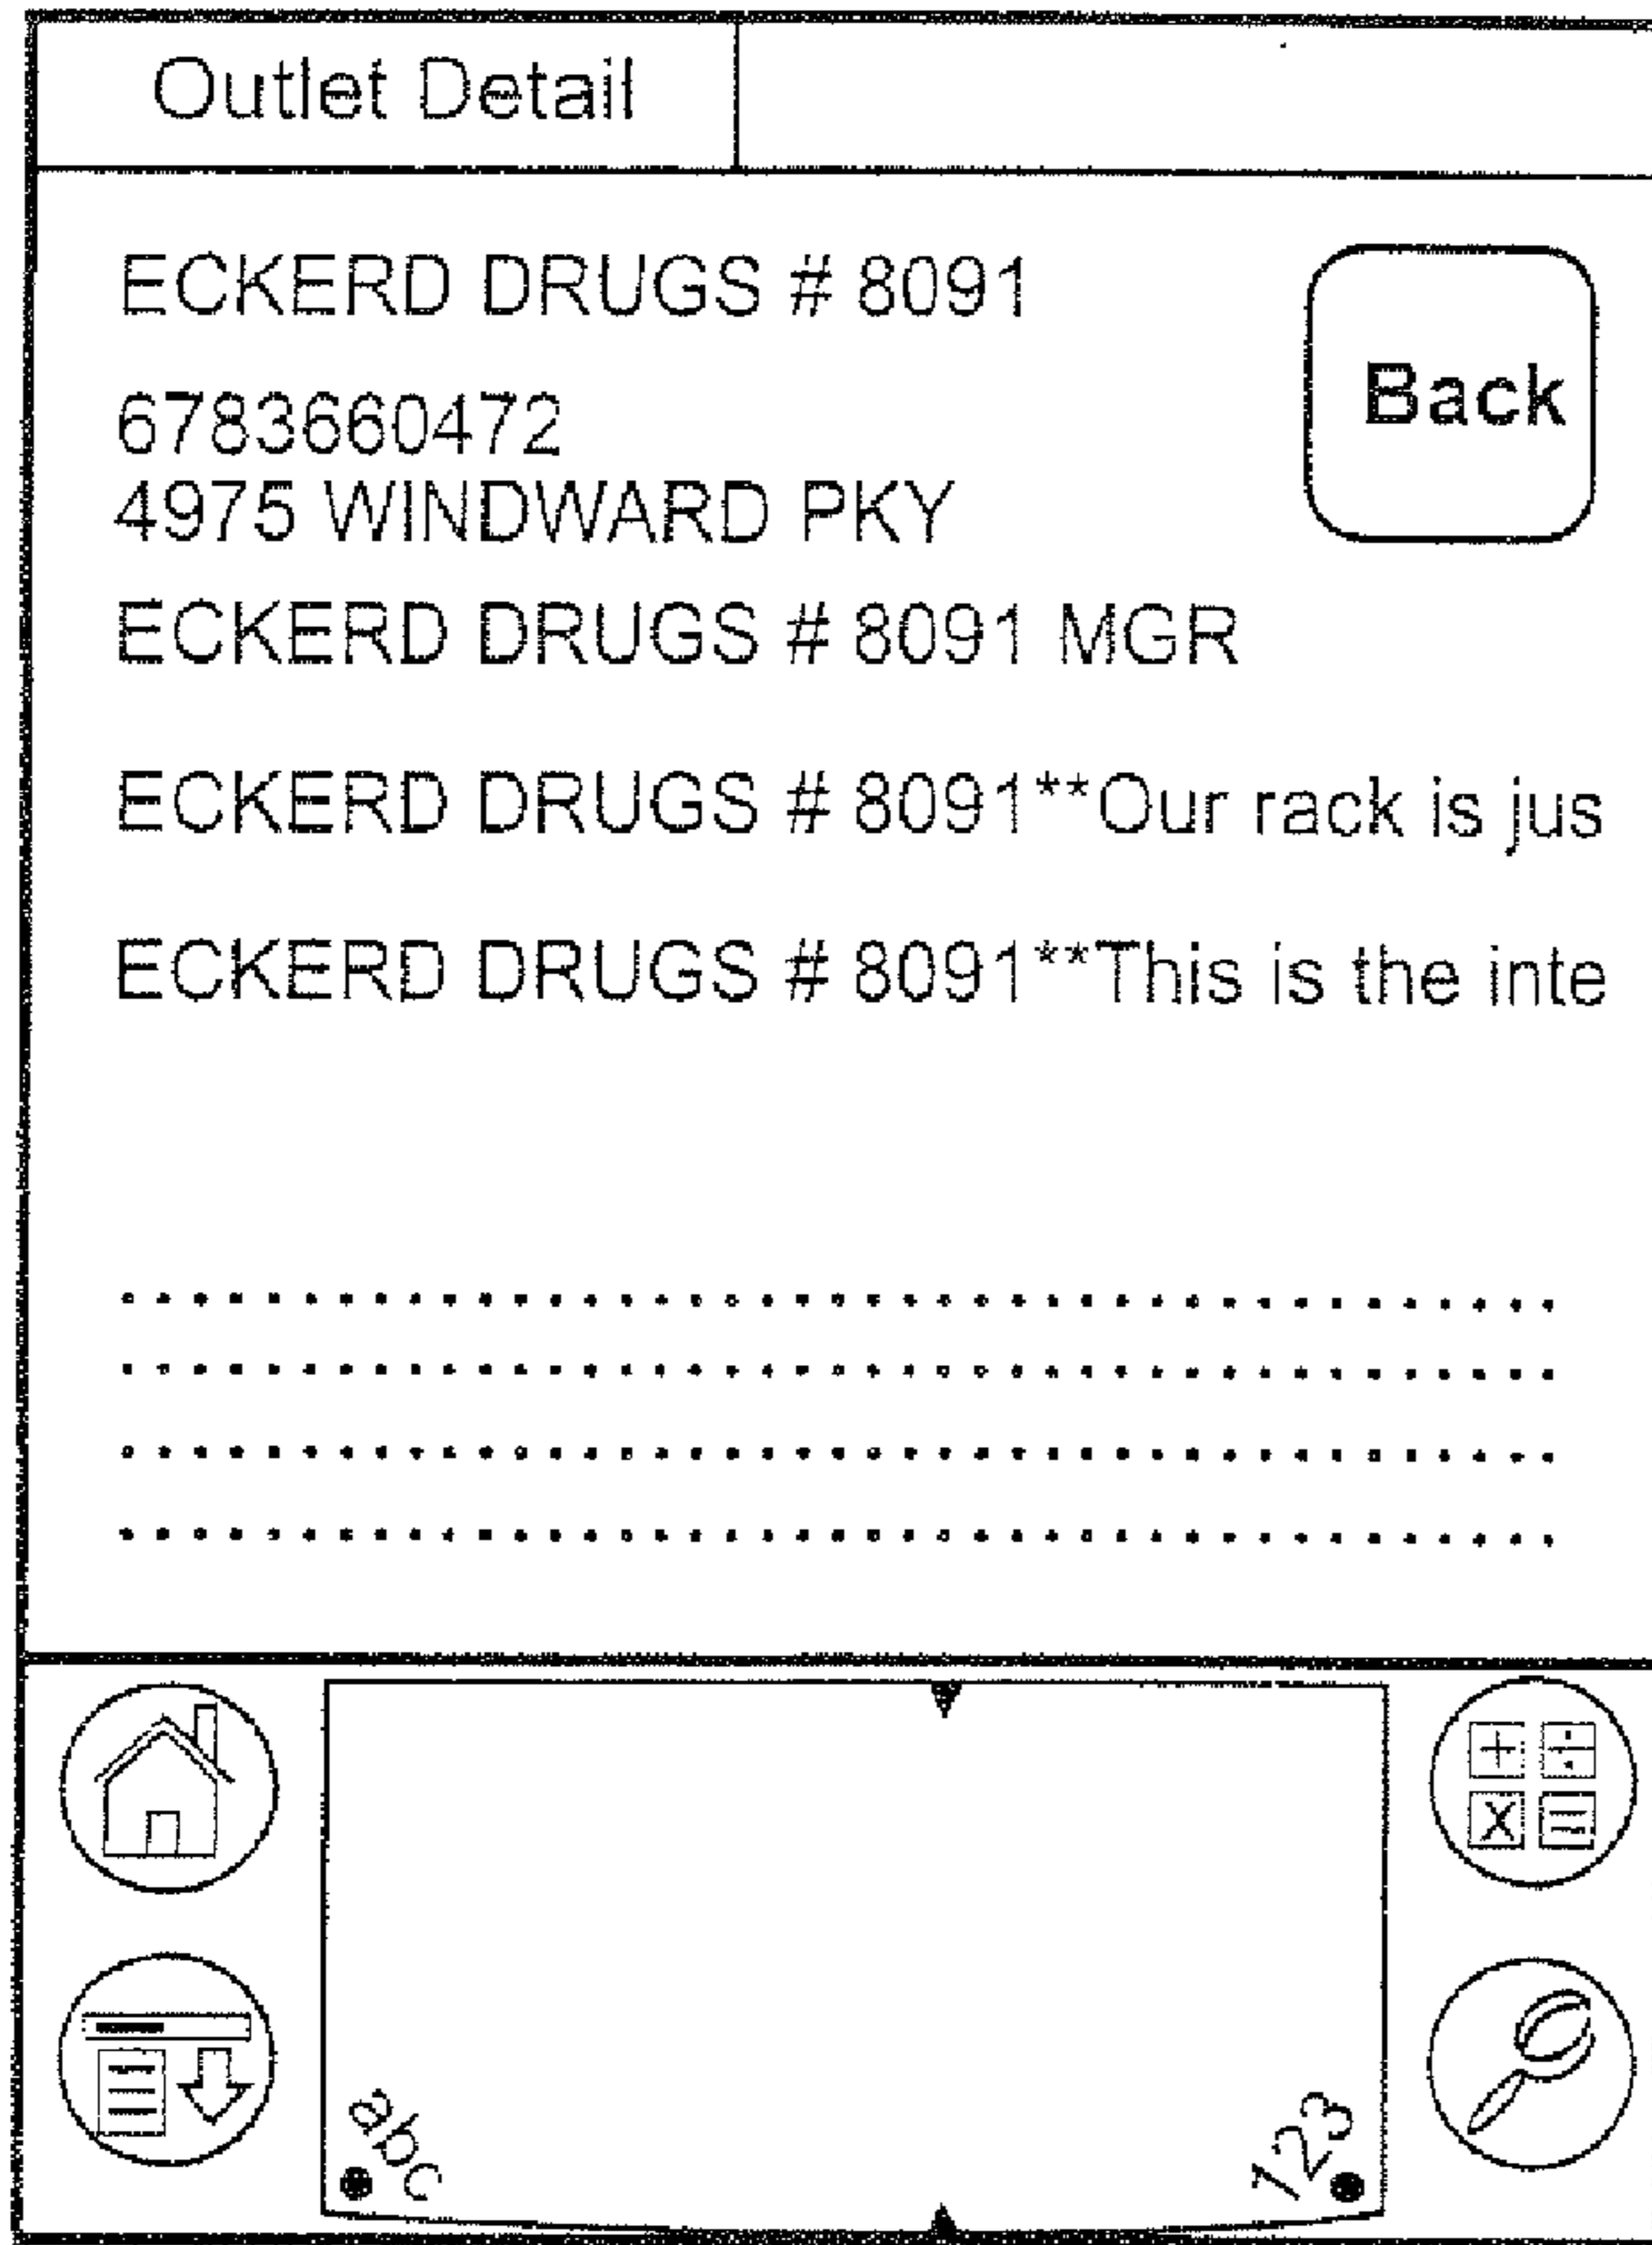 Outlet Detail
ECKERD DRUGS # 8091
Back
6783660472
4975 WINDWARD PKY
ECKERD DRUGS # 8091 MGR
ECKERD DRUGS # 8091**Our rack is jus
ECKERD DRUGS # 8091**This is the inte
abc
123